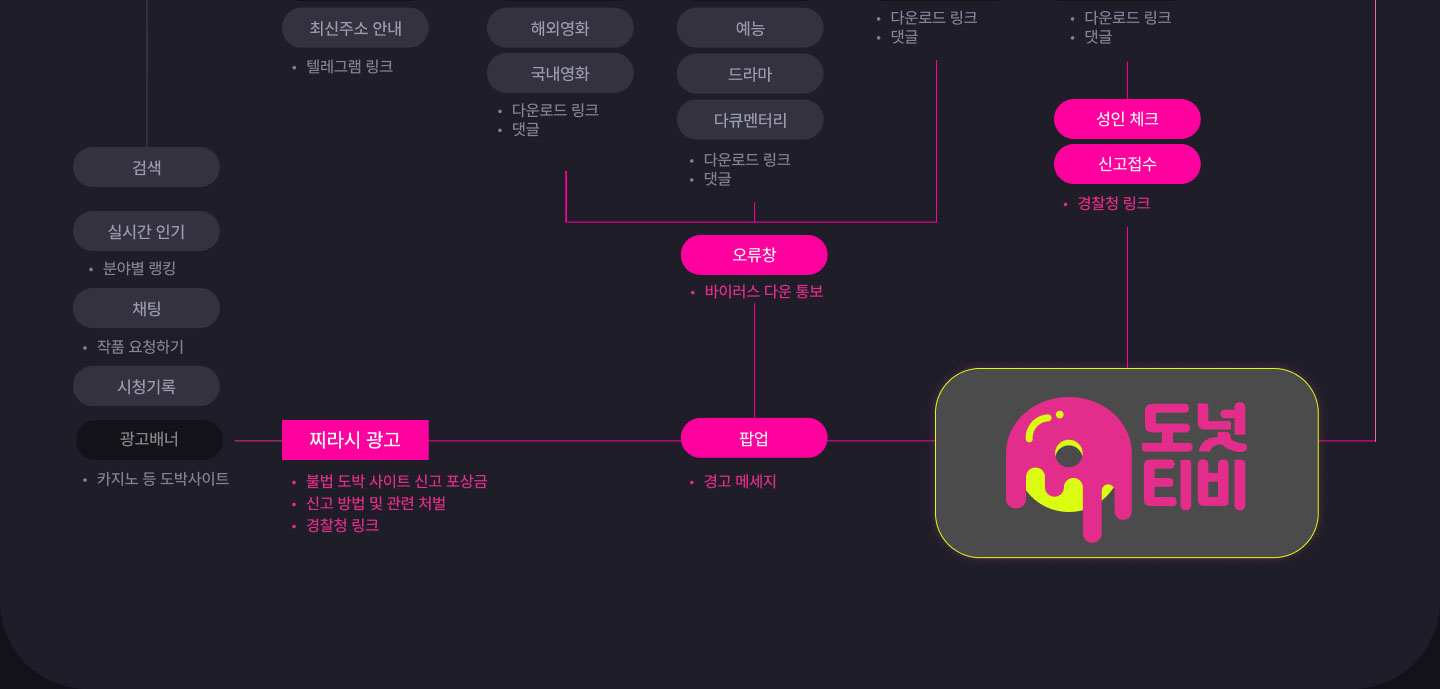 최신주소 안내
텔레그램 링크
해외영화
국내영화
다운로드 링크
댓글
예능
드라마
다큐멘터리
다운로드 링크
댓글
다운로드 링크
댓글
다운로드 링크
댓글
성인 체크
신고접수
경찰청 링크
검색
실시간 인기
분야별 랭킹
채팅
작품 요청하기
시청기록
광고배너
카지노 등 도박사이트
오류창
바이러스 다운 통보
찌라시 광고
불법 도박 사이트 신고 포상금
신고 방법 및 관련 처벌
경찰청 링크
팝업
경고 메세지
도넛
티비